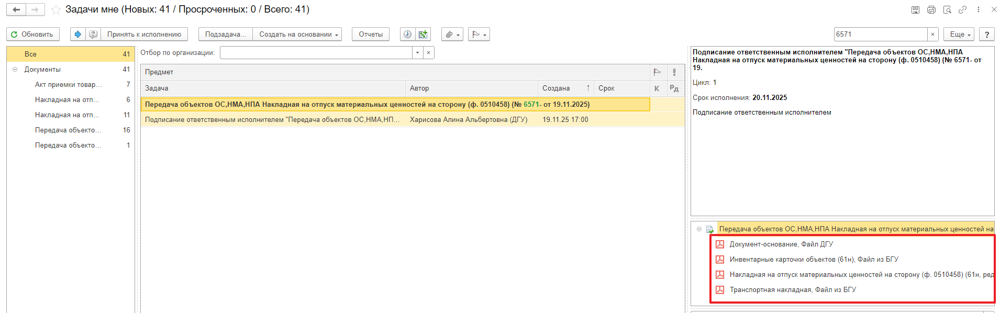 Задачи мне (Новых: 41 / Просроченных: 0 / Всего: 41)
Обновить
Принять к исполнению
Подзадача...
Создать на основании
Отчеты
6571
×
Еще
?
Все 41
Документы 41
Акт приемки товар... 7
Накладная на отп... 6
Накладная на отп... 11
Передача объекто... 16
Передача объекто... 1
Отбор по организации:
×
Предмет
Задача Автор Создана ↑ Срок К Рд
Передача объектов ОС,НМА,НПА Накладная на отпуск материальных ценностей на сторону (ф. 0510458) (№ 6571- от 19.11.2025)
Подписание ответственным исполнителем "Передача объектов ОС,НМА,НП... Харисова Алина Альбертовна (ДГУ) 19.11.25 17:00
Подписание ответственным исполнителем "Передача объектов ОС,НМА,НПА
Накладная на отпуск материальных ценностей на сторону (ф. 0510458) (№ 6571- от
19.
Цикл: 1
Срок исполнения: 20.11.2025
Подписание ответственным исполнителем
Передача объектов ОС,НМА,НПА Накладная на отпуск материальных ценностей на
Документ-основание, Файл ДГУ
Инвентарные карточки объектов (61н), Файл из БГУ
Накладная на отпуск материальных ценностей на сторону (ф. 0510458) (61н, ред
Транспортная накладная, Файл из БГУ